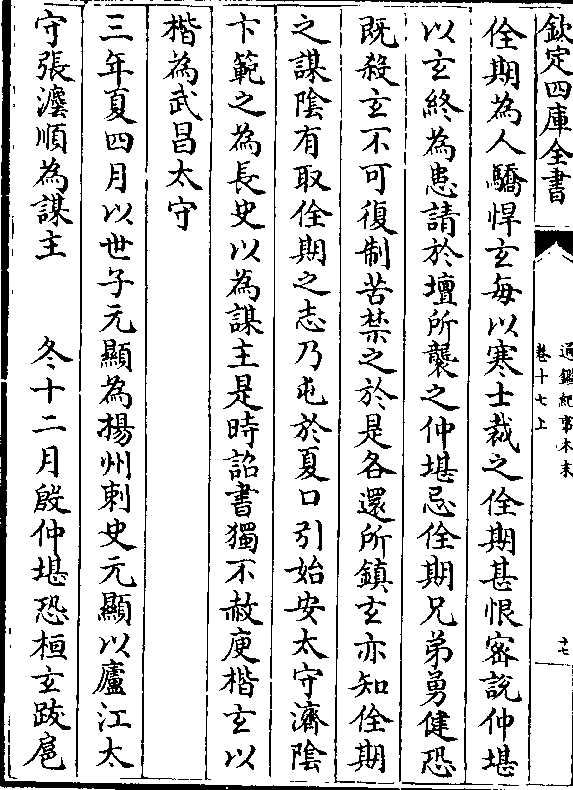 欽定四庫全書
通鑑紀事本末
卷十七上
十七
佺期為人驕悍玄每以寒士裁之佺期甚恨密説仲堪
以玄終為患請於壇所襲之仲堪忌佺期兄弟勇健恐
既殺玄不可復制苦禁之於是各還所鎮玄亦知佺期
之謀陰有取佺期之志乃屯於夏口引始安太守濟陰
卞範之為長史以為謀主是時詔書獨不赦庾楷玄以
楷為武昌太守
三年夏四月以世子元顯為揚州刺史元顯以廬江太
守張灋順為謀主 冬十二月殷仲堪恐桓玄跋扈